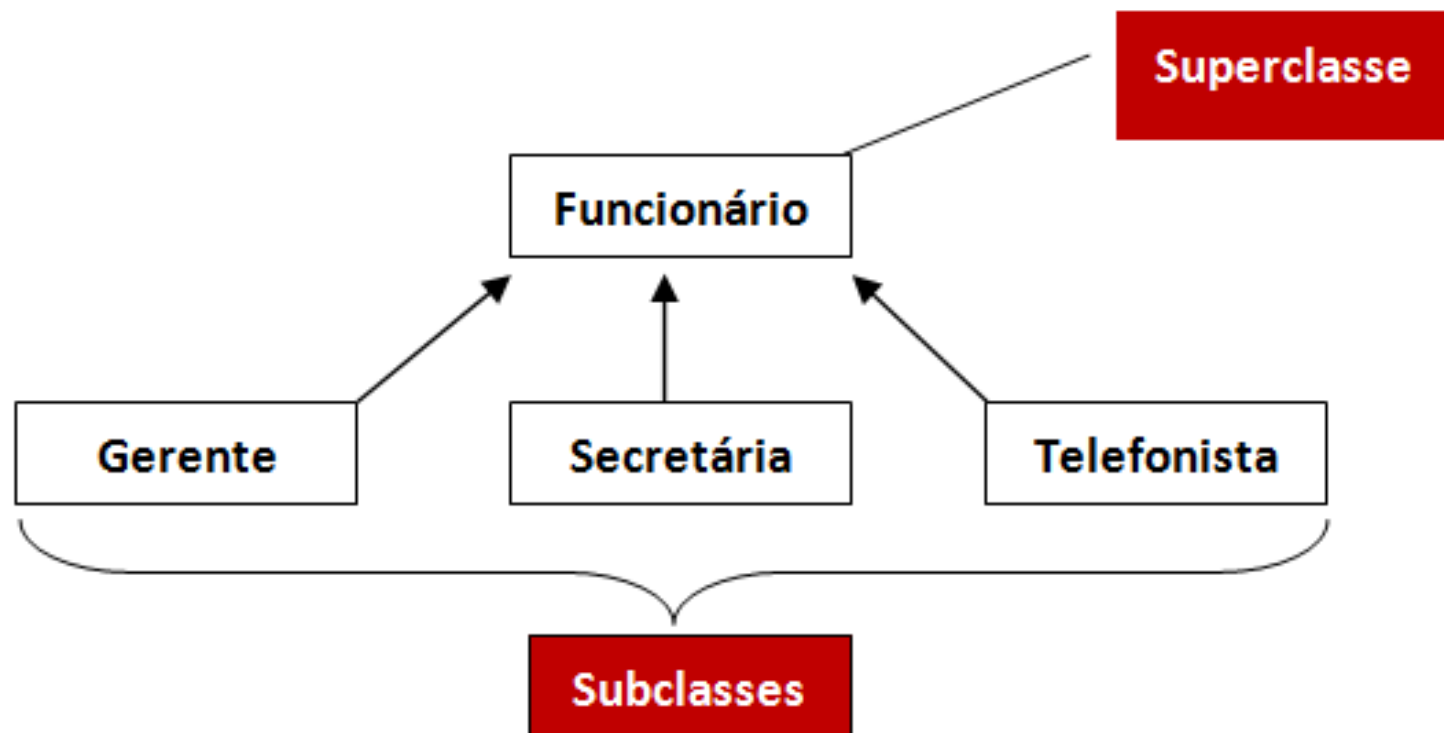 Superclasse
Funcionário
Gerente
Secretária
Telefonista
Subclasses